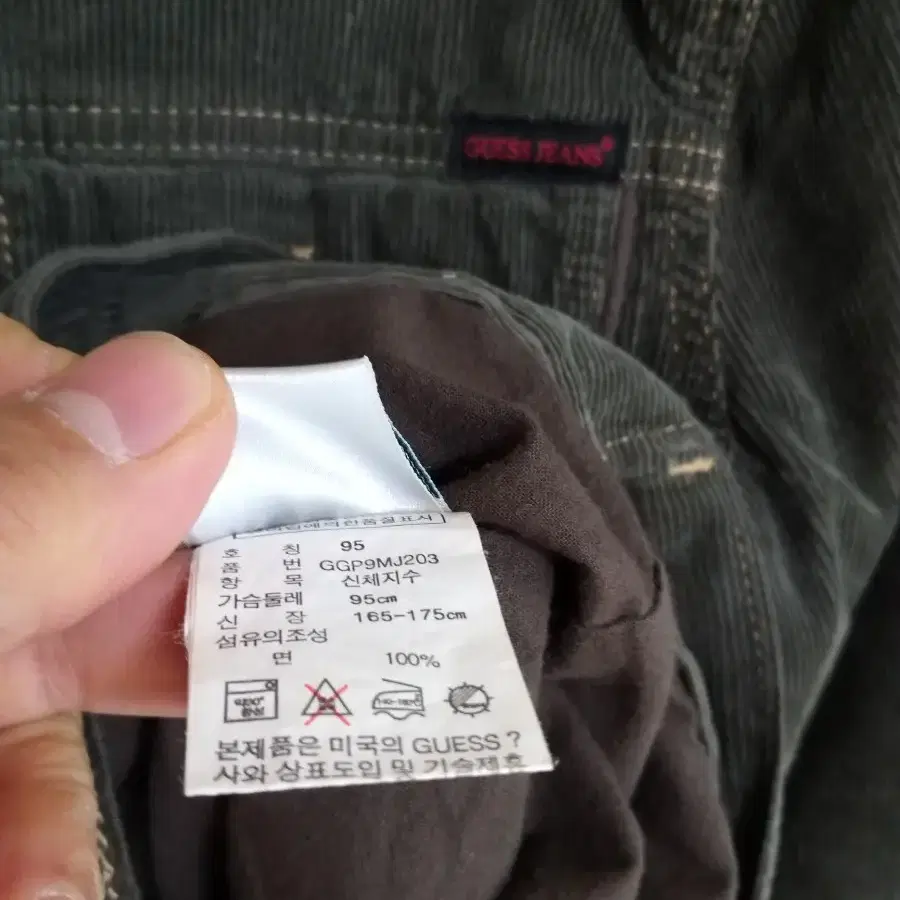 GUESS JEANS®
호 칭 95
품 번 GGP9MJ203
항 목 신체지수
가슴둘레 95cm
신 장 165-175cm
섬유의조성
면 100%
본제품은 미국의 GUESS ?
사와 상표도입 및 기술제휴